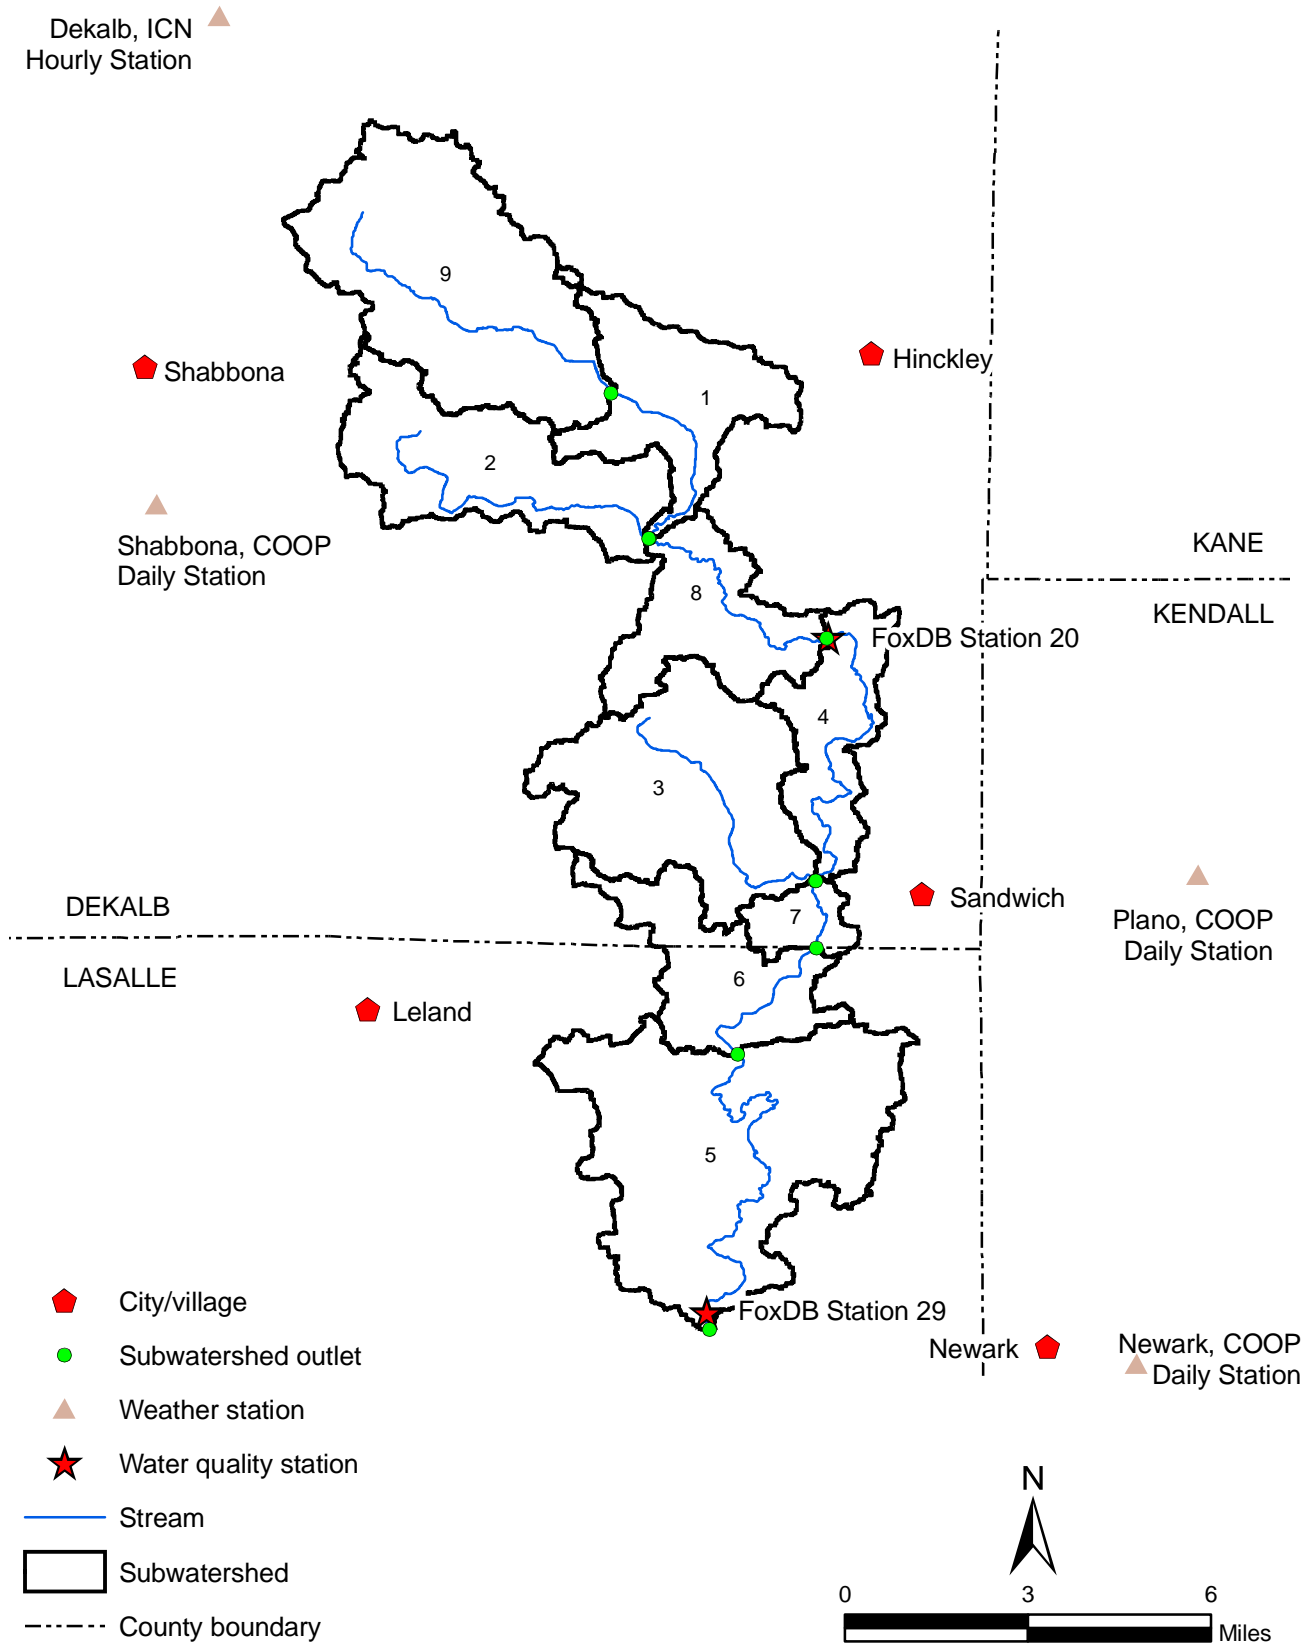 Dekalb, ICN
Hourly Station
9
Shabbona
Hinckley
1
2
Shabbona, COOP
Daily Station
KANE
8
KENDALL
FoxDB Station 20
4
3
DEKALB
Sandwich
7
Plano, COOP
Daily Station
LASALLE
6
Leland
5
City/village
FoxDB Station 29
Newark
Newark, COOP
Daily Station
Subwatershed outlet
Weather station
Water quality station
N
Stream
Subwatershed
0 3 6
Miles
County boundary